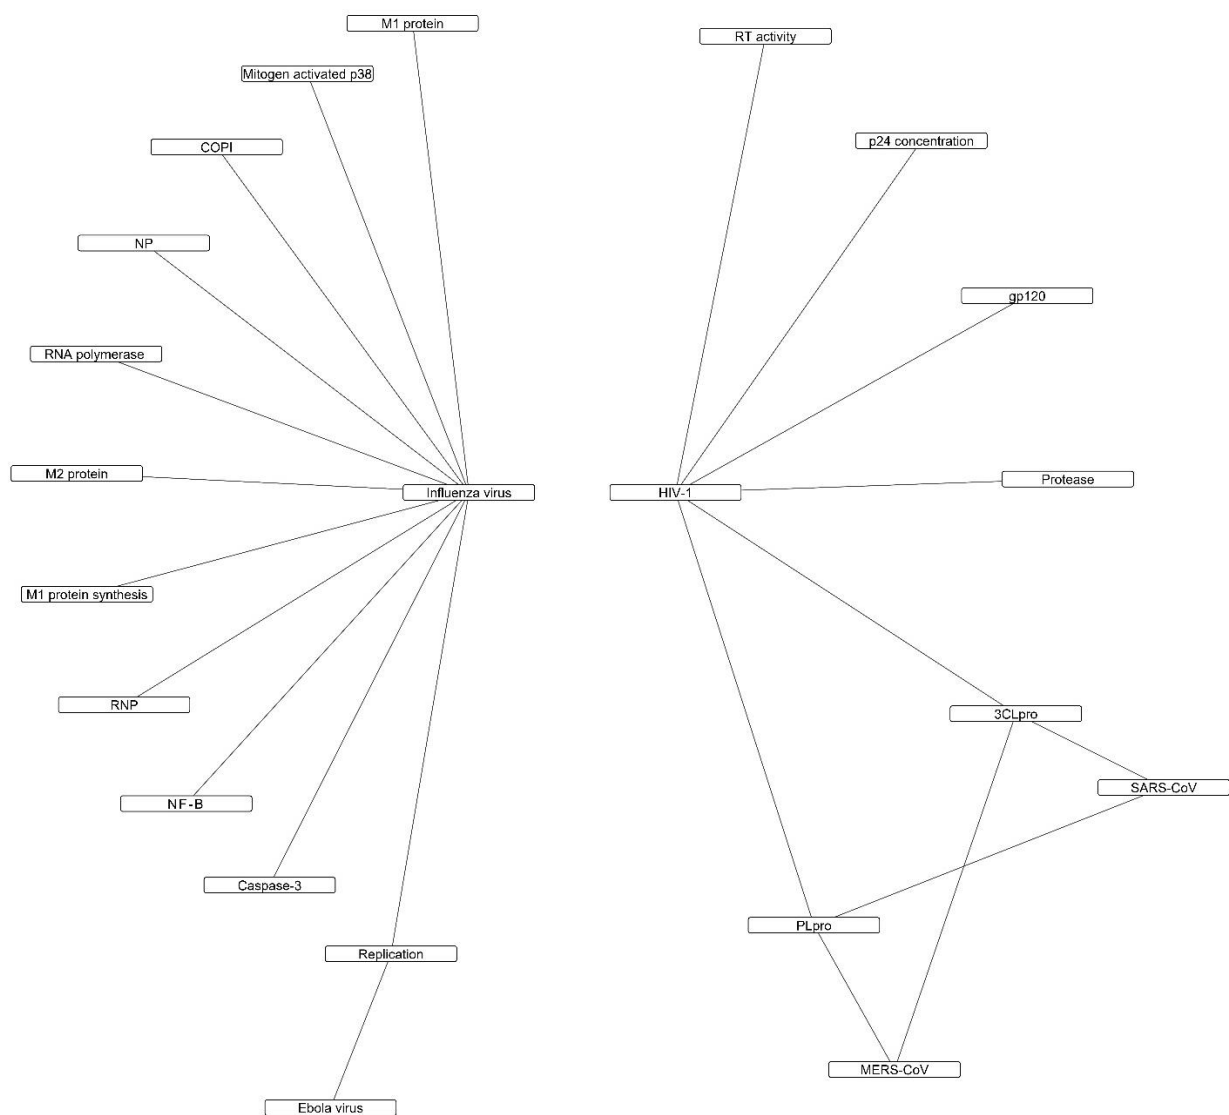 M1 protein
RT activity
Mitogen activated p38
p24 concentration
COPI
NP
gp120
RNA polymerase
M2 protein
Protease
Influenza virus
HIV-1
M1 protein synthesis
RNP
3CLpro
SARS-CoV
NF-B
Caspase-3
PLpro
Replication
MERS-CoV
Ebola virus